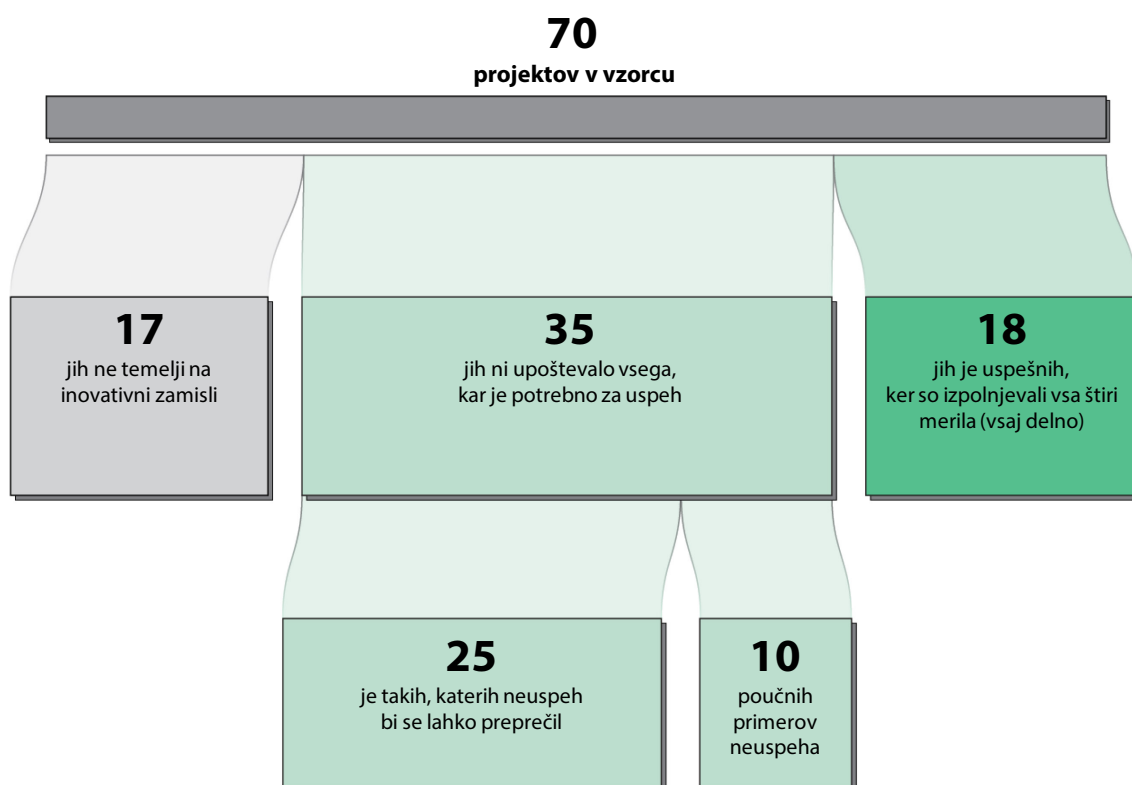 70
projektov v vzorcu
17
jih ne temelji na
inovativni zamisli
35
jih ni upoštevalo vsega,
kar je potrebno za uspeh
18
jih je uspešnih,
ker so izpolnjevali vsa štiri
merila (vsaj delno)
25
je takih, katerih neuspeh
bi se lahko preprečil
10
poučnih
primerov
neuspeha